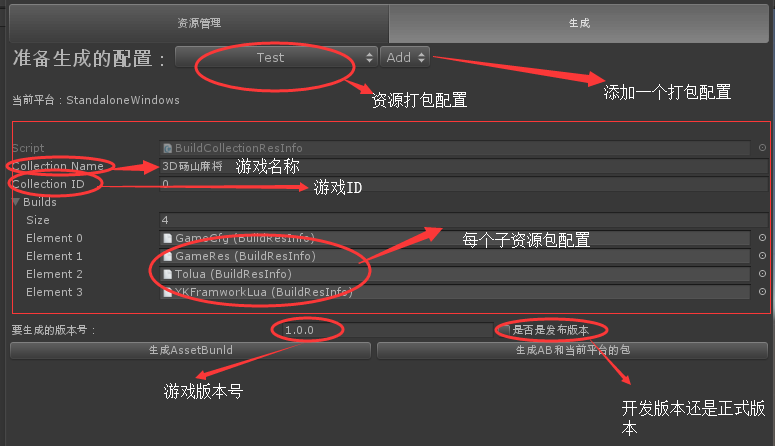 资源管理
生成
准备生成的配置：
Test
Add
资源打包配置
添加一个打包配置
当前平台：StandaloneWindows
Script
BuildCollectionResInfo
Collection Name
3D砀山麻将
游戏名称
Collection ID
0
游戏ID
Builds
Size
4
Element 0
GameCfg (BuildResInfo)
每个子资源包配置
Element 1
GameRes (BuildResInfo)
Element 2
Tolua (BuildResInfo)
Element 3
YKFramworkLua (BuildResInfo)
要生成的版本号：
1.0.0
是否是发布版本
生成AssetBunld
生成AB和当前平台的包
游戏版本号
开发版本还是正式版
本